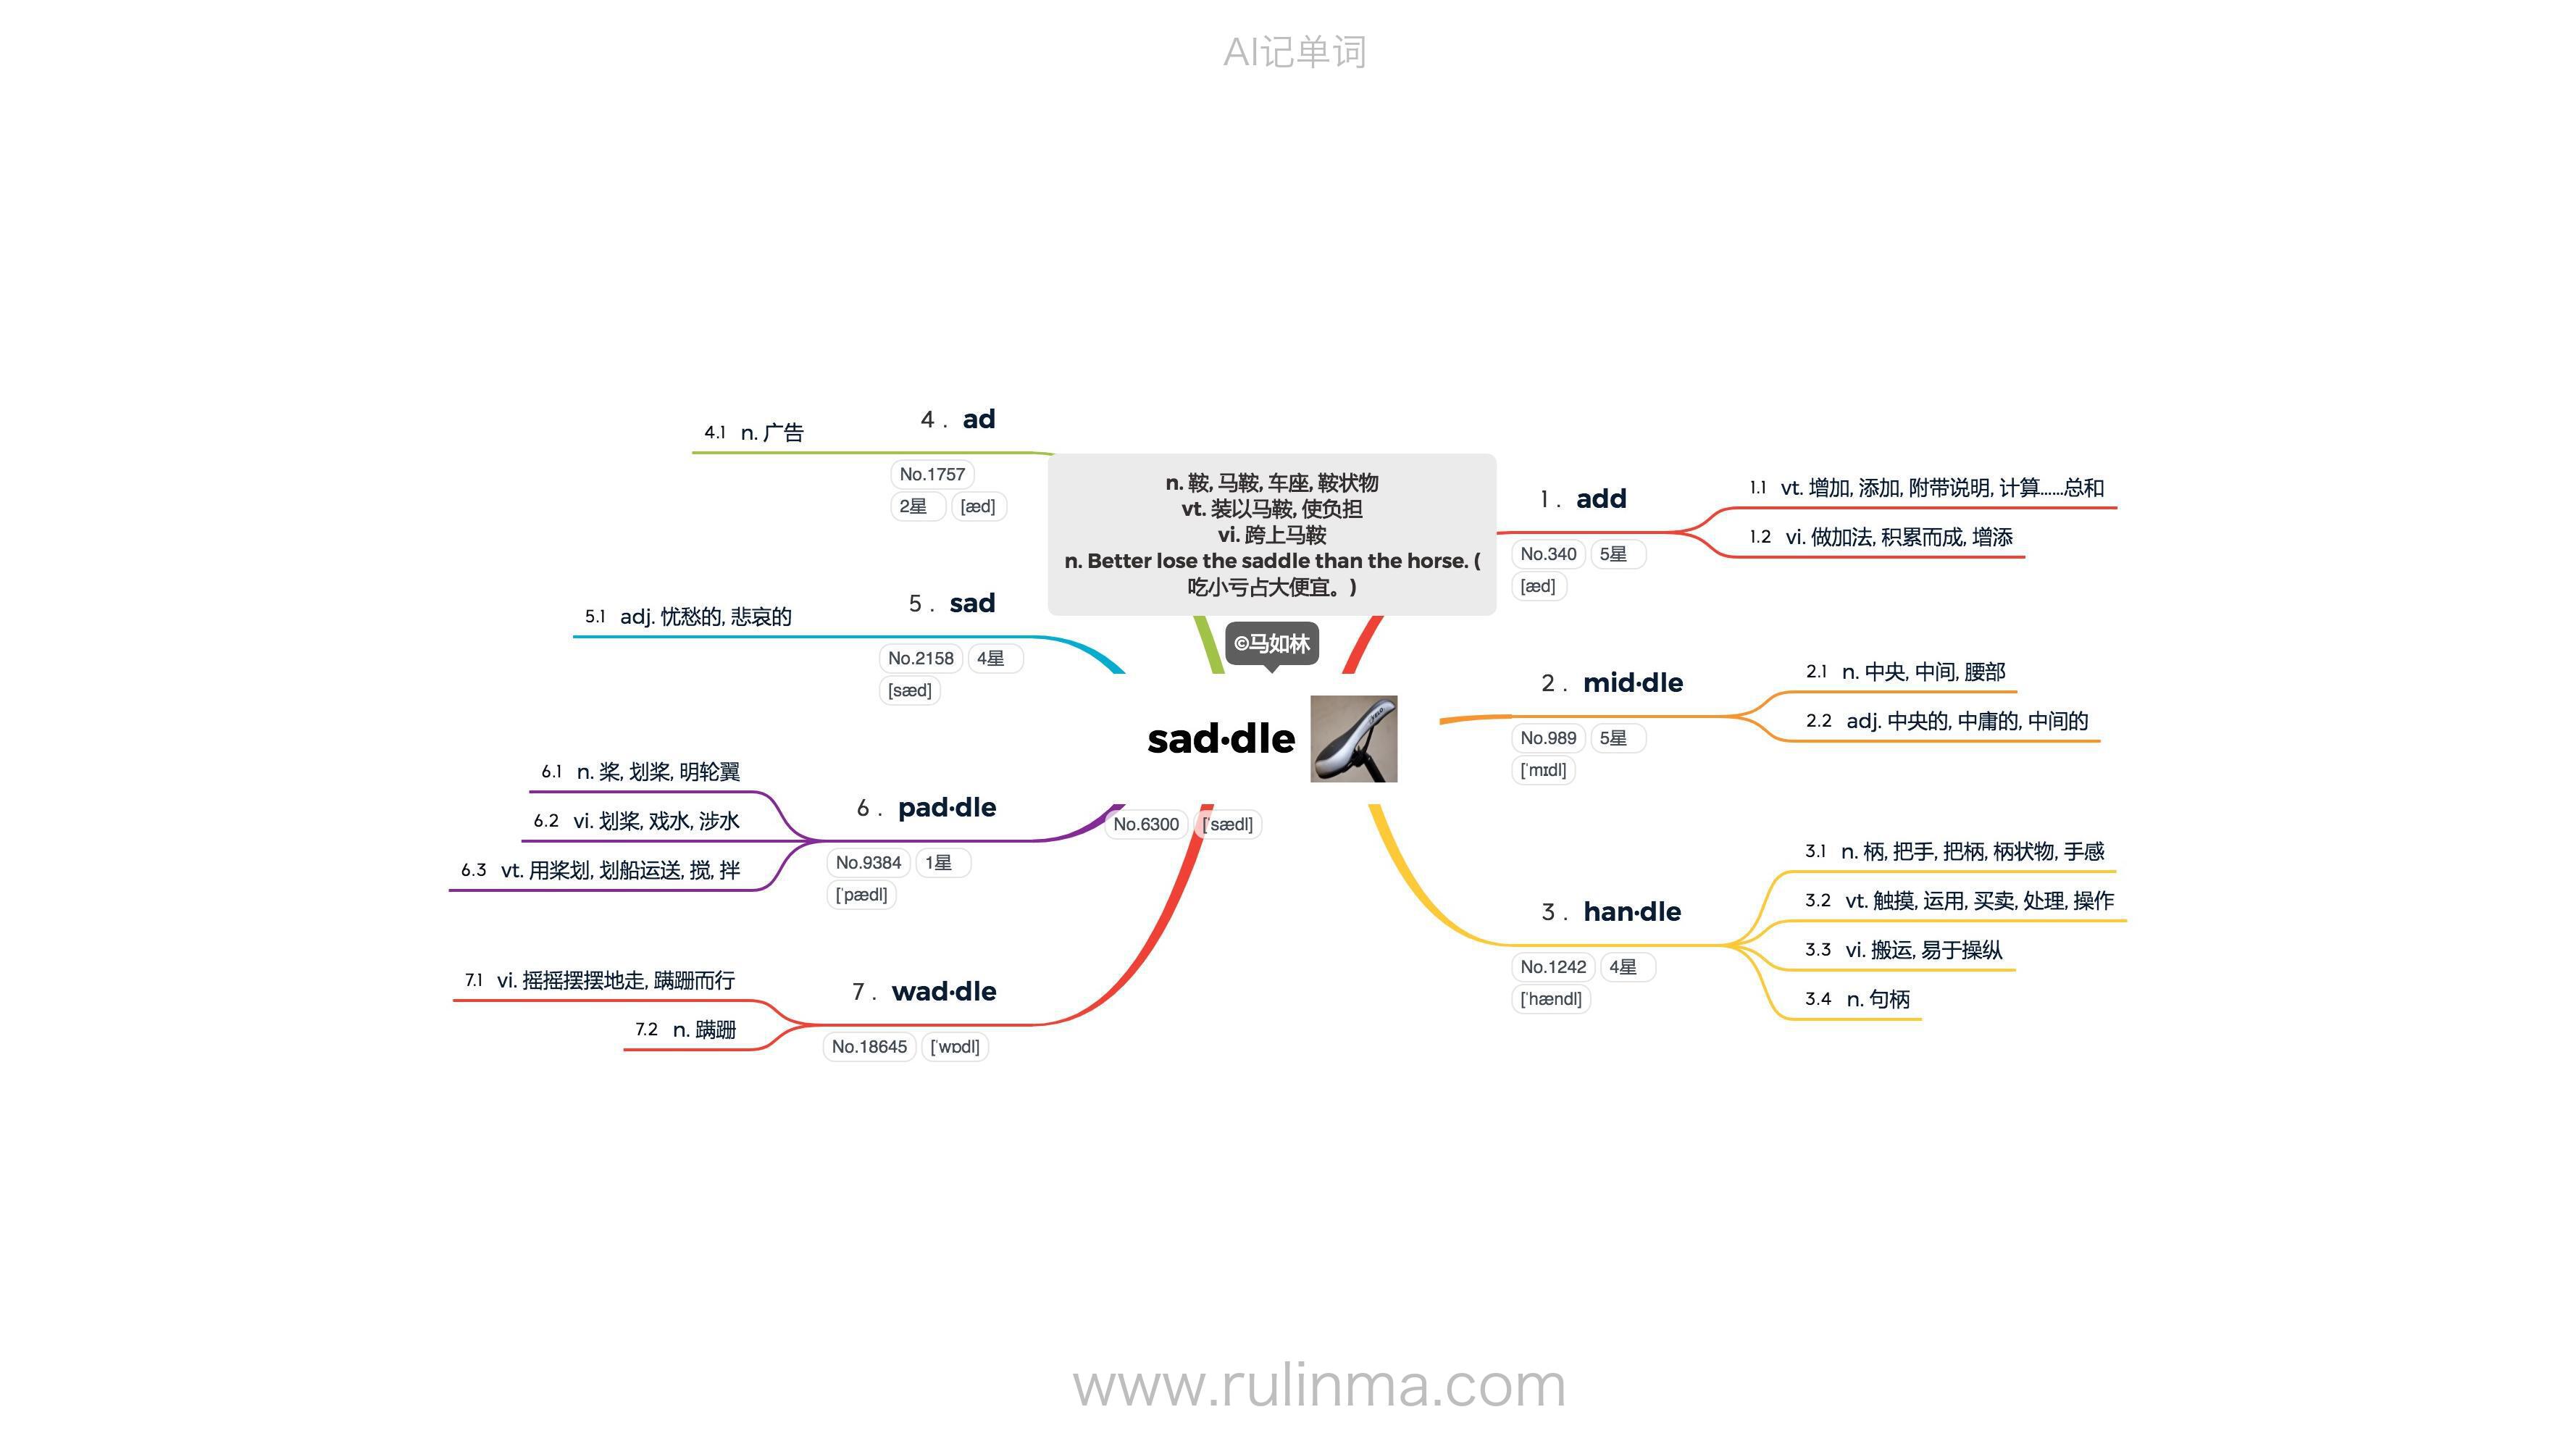 AI记单词
n. 鞍, 马鞍, 车座, 鞍状物
vt. 装以马鞍, 使负担
vi. 跨上马鞍
n. Better lose the saddle than the horse. (
吃小亏占大便宜。)
©马如林
sad·dle
No.6300 [ˈsædl]
1 . add
No.340 5星
[æd]
1.1 vt. 增加, 添加, 附带说明, 计算……总和
1.2 vi. 做加法, 积累而成, 增添
2 . mid·dle
No.989 5星
[ˈmɪdl]
2.1 n. 中央, 中间, 腰部
2.2 adj. 中央的, 中庸的, 中间的
3 . han·dle
No.1242 4星
[ˈhændl]
3.1 n. 柄, 把手, 把柄, 柄状物, 手感
3.2 vt. 触摸, 运用, 买卖, 处理, 操作
3.3 vi. 搬运, 易于操纵
3.4 n. 句柄
4 . ad
No.1757
2星 [æd]
4.1 n. 广告
5 . sad
No.2158 4星
[sæd]
5.1 adj. 忧愁的, 悲哀的
6 . pad·dle
No.9384 1星
[ˈpædl]
6.1 n. 桨, 划桨, 明轮翼
6.2 vi. 划桨, 戏水, 涉水
6.3 vt. 用桨划, 划船运送, 搅, 拌
7 . wad·dle
No.18645 [ˈwɒdl]
7.1 vi. 摇摇摆摆地走, 蹒跚而行
7.2 n. 蹒跚
www.rulinma.com